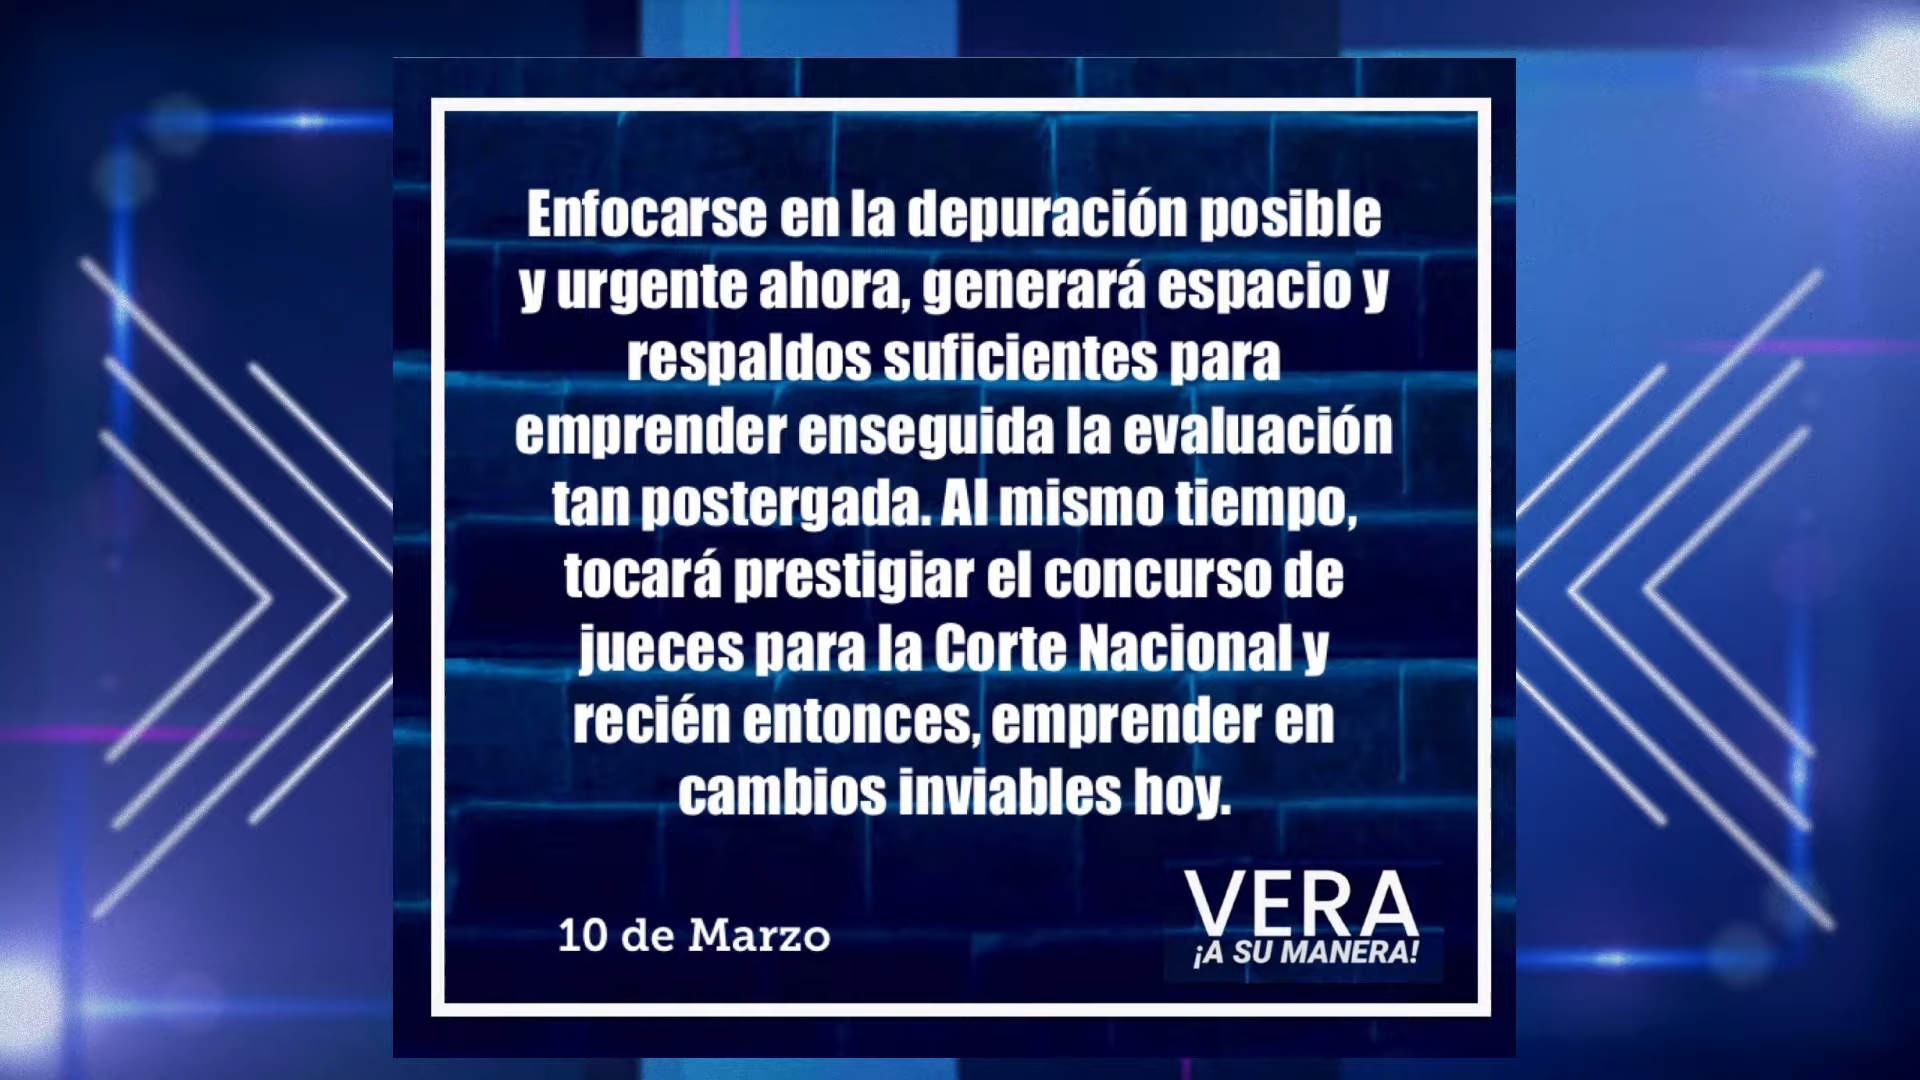 Enfocarse en la depuración posible
y urgente ahora, generará espacio y
respaldos suficientes para
emprender enseguida la evaluación
tan postergada. Al mismo tiempo,
tocará prestigiar el concurso de
jueces para la Corte Nacional y
recién entonces, emprender en
cambios inviables hoy.
10 de Marzo
VERA
¡A SU MANERA!